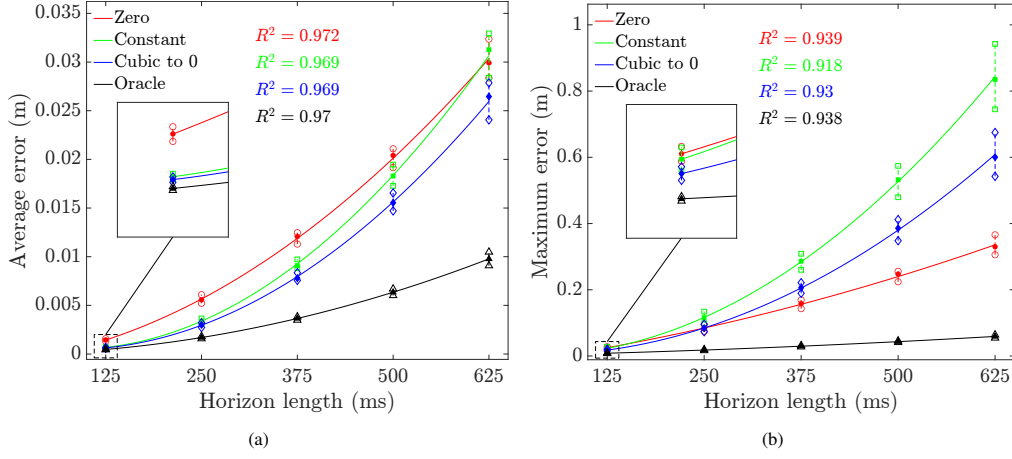 Zero
Constant
Cubic to 0
Oracle
R² = 0.972
R² = 0.969
R² = 0.969
R² = 0.97
0.035
0.03
0.025
0.02
0.015
0.01
0.005
0
Average error (m)
125 250 375 500 625
Horizon length (ms)
(a)
Zero
Constant
Cubic to 0
Oracle
R² = 0.939
R² = 0.918
R² = 0.93
R² = 0.938
1
0.8
0.6
0.4
0.2
0
Maximum error (m)
125 250 375 500 625
Horizon length (ms)
(b)